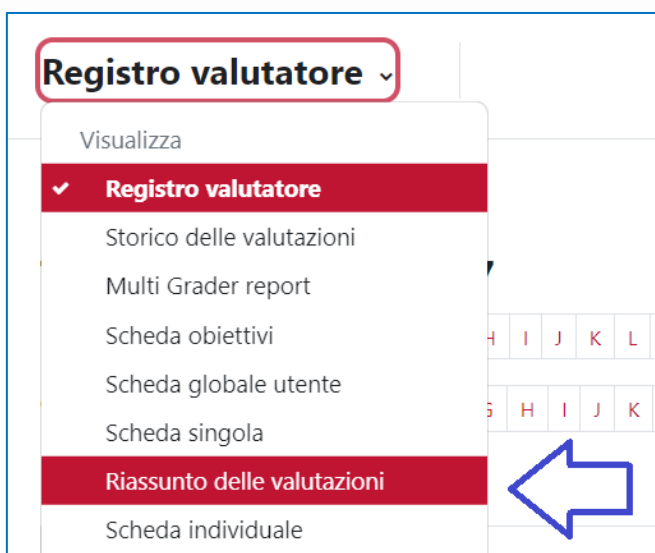 Registro valutatore
Visualizza
Registro valutatore
Storico delle valutazioni
Multi Grader report
Scheda obiettivi
H I J K L
Scheda globale utente
G H I J K
Scheda singola
Riassunto delle valutazioni
Scheda individuale